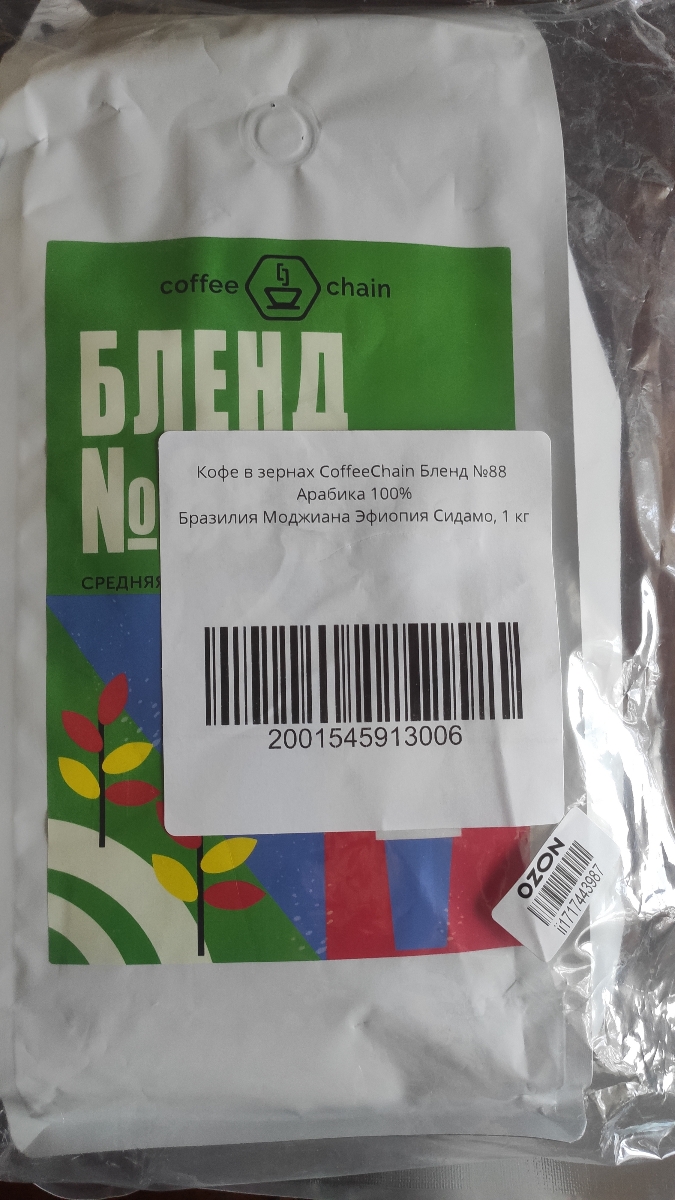 coffee chain
БЛЕНД
№
Кофе в зернах CoffeeChain Бленд №88
Арабика 100%
Бразилия Моджиана Эфиопия Сидамо, 1 кг
СРЕДНЯЯ
2001545913006
OZON
ii1717443987